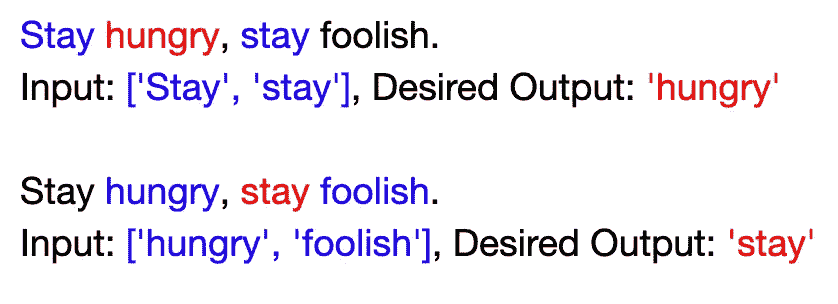 Stay hungry, stay foolish.
Input: ['Stay', 'stay'], Desired Output: 'hungry'
Stay hungry, stay foolish.
Input: ['hungry', 'foolish'], Desired Output: 'stay'